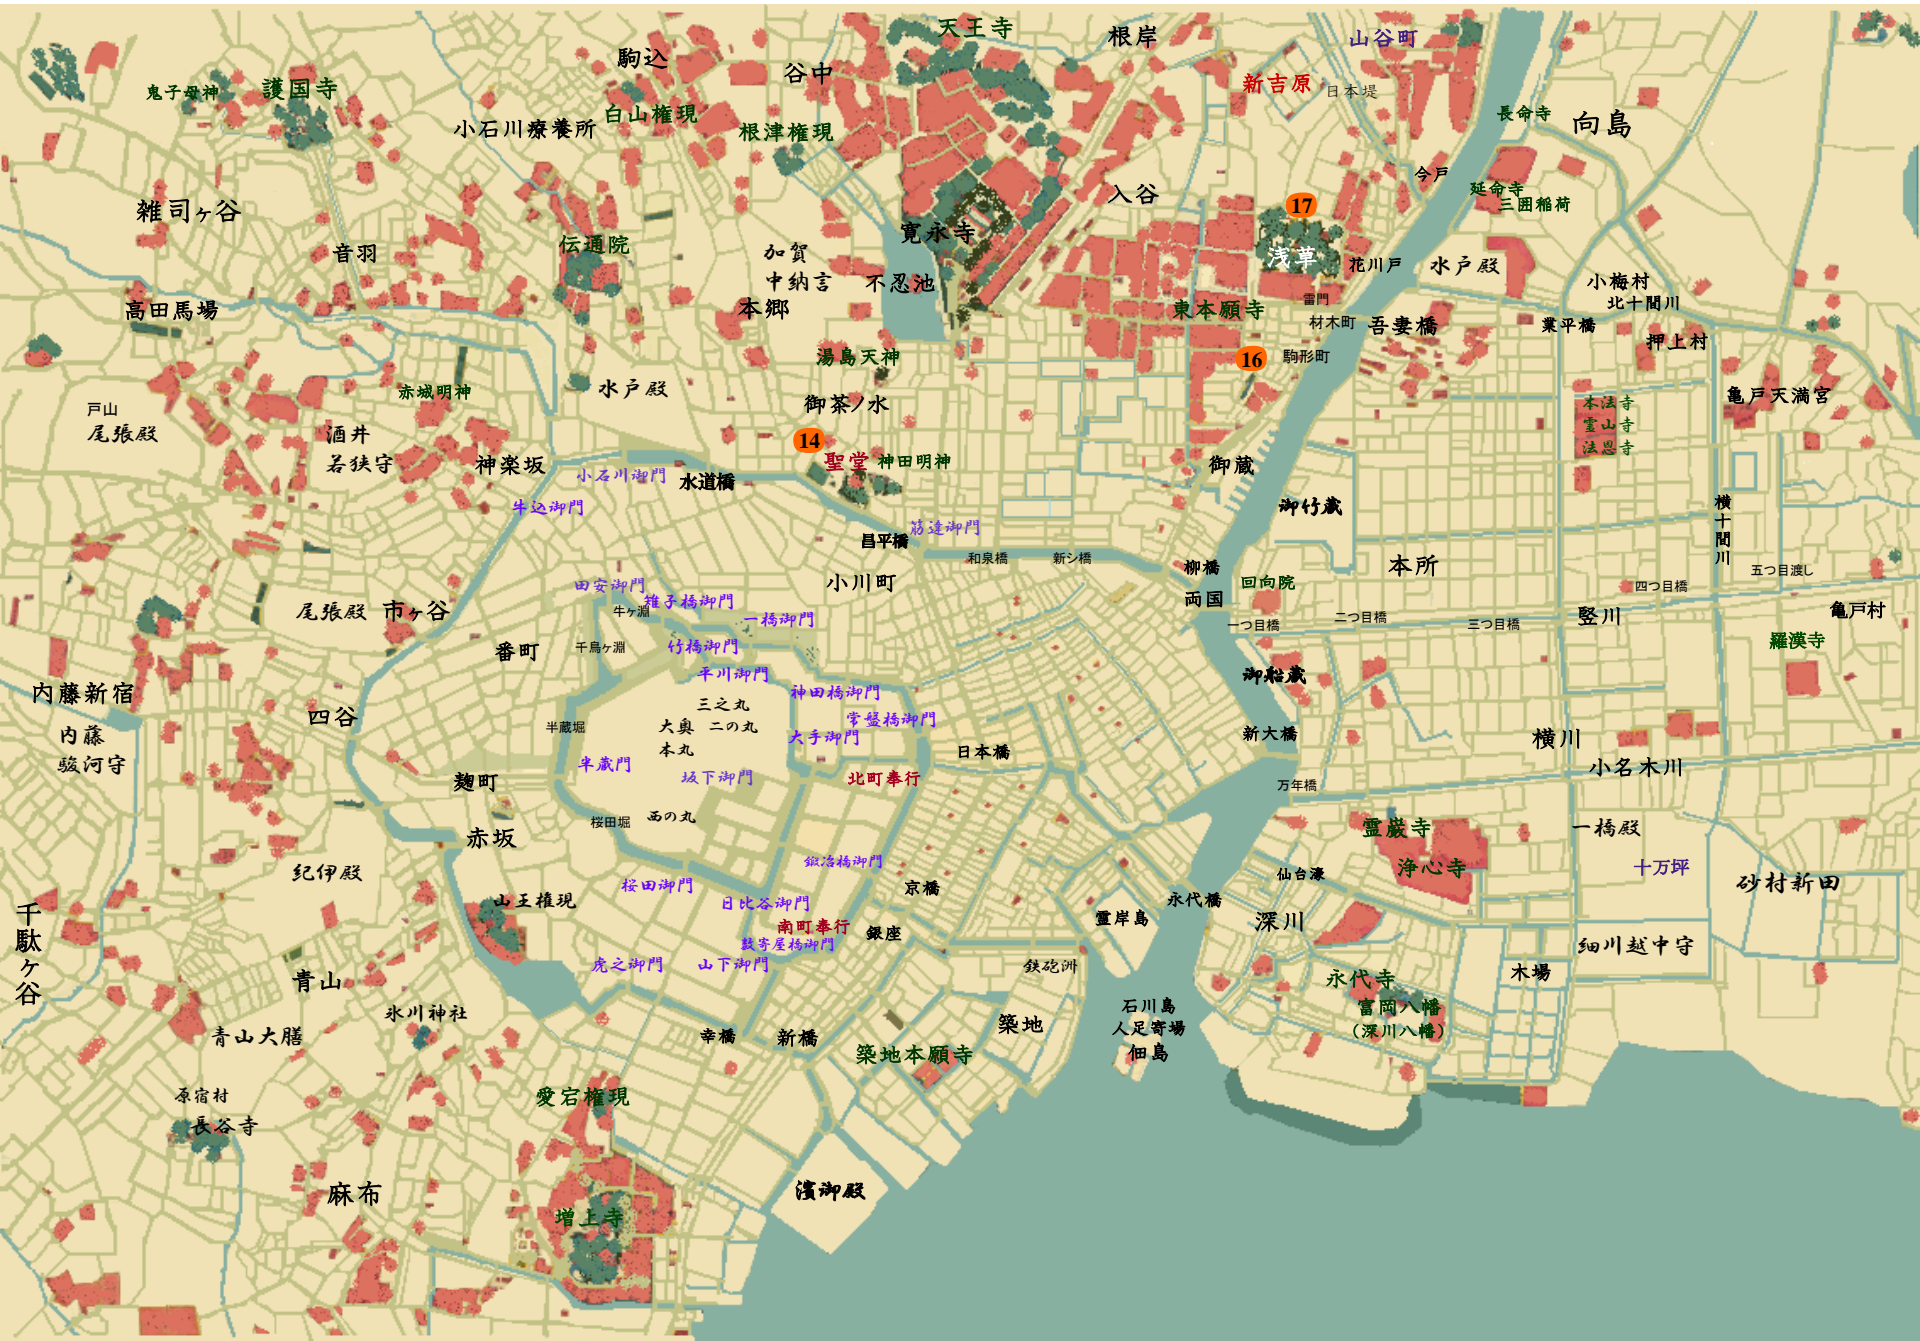 天王寺
根岸
山谷町
駒込
谷中
新吉原
日本堤
鬼子母神
護国寺
白山権現
根津権現
小石川療養所
長命寺
向島
今戸
延命寺
三囲稲荷
入谷
17
雑司ヶ谷
音羽
伝通院
寛永寺
加賀
中納言
不忍池
浅草
花川戸
水戸殿
小梅村
北十間川
高田馬場
本郷
東本願寺
雷門
材木町
吾妻橋
業平橋
押上村
湯島天神
16
駒形町
赤城明神
水戸殿
御茶ノ水
亀戸天満宮
戸山
尾張殿
酒井
若狭守
本法寺
霊山寺
法恩寺
14
聖堂
神田明神
神楽坂
小石川御門
水道橋
御蔵
牛込御門
御竹蔵
横十間川
筋違御門
昌平橋
和泉橋
新シ橋
柳橋
本所
五つ目渡し
田安御門
小川町
回向院
四つ目橋
雉子橋御門
牛ヶ淵
両国
尾張殿
市ヶ谷
一橋御門
一つ目橋
二つ目橋
三つ目橋
竪川
亀戸村
番町
千鳥ヶ淵
竹橋御門
羅漢寺
平川御門
御船蔵
内藤新宿
神田橋御門
三之丸
四谷
半蔵堀
大奥
二の丸
常盤橋御門
大手御門
内藤
駿河守
本丸
日本橋
新大橋
横川
半蔵門
坂下御門
北町奉行
小名木川
麹町
万年橋
桜田堀
西の丸
赤坂
霊巌寺
一橋殿
鍛冶橋御門
浄心寺
十万坪
紀伊殿
桜田御門
京橋
仙台濠
砂村新田
山王権現
日比谷御門
永代橋
霊岸島
深川
千駄ヶ谷
南町奉行
銀座
数寄屋橋御門
細川越中守
虎之御門
山下御門
鉄砲洲
木場
青山
永代寺
氷川神社
石川島
人足寄場
佃島
富岡八幡
(深川八幡)
青山大膳
幸橋
新橋
築地
築地本願寺
原宿村
長谷寺
愛宕権現
麻布
濱御殿
増上寺